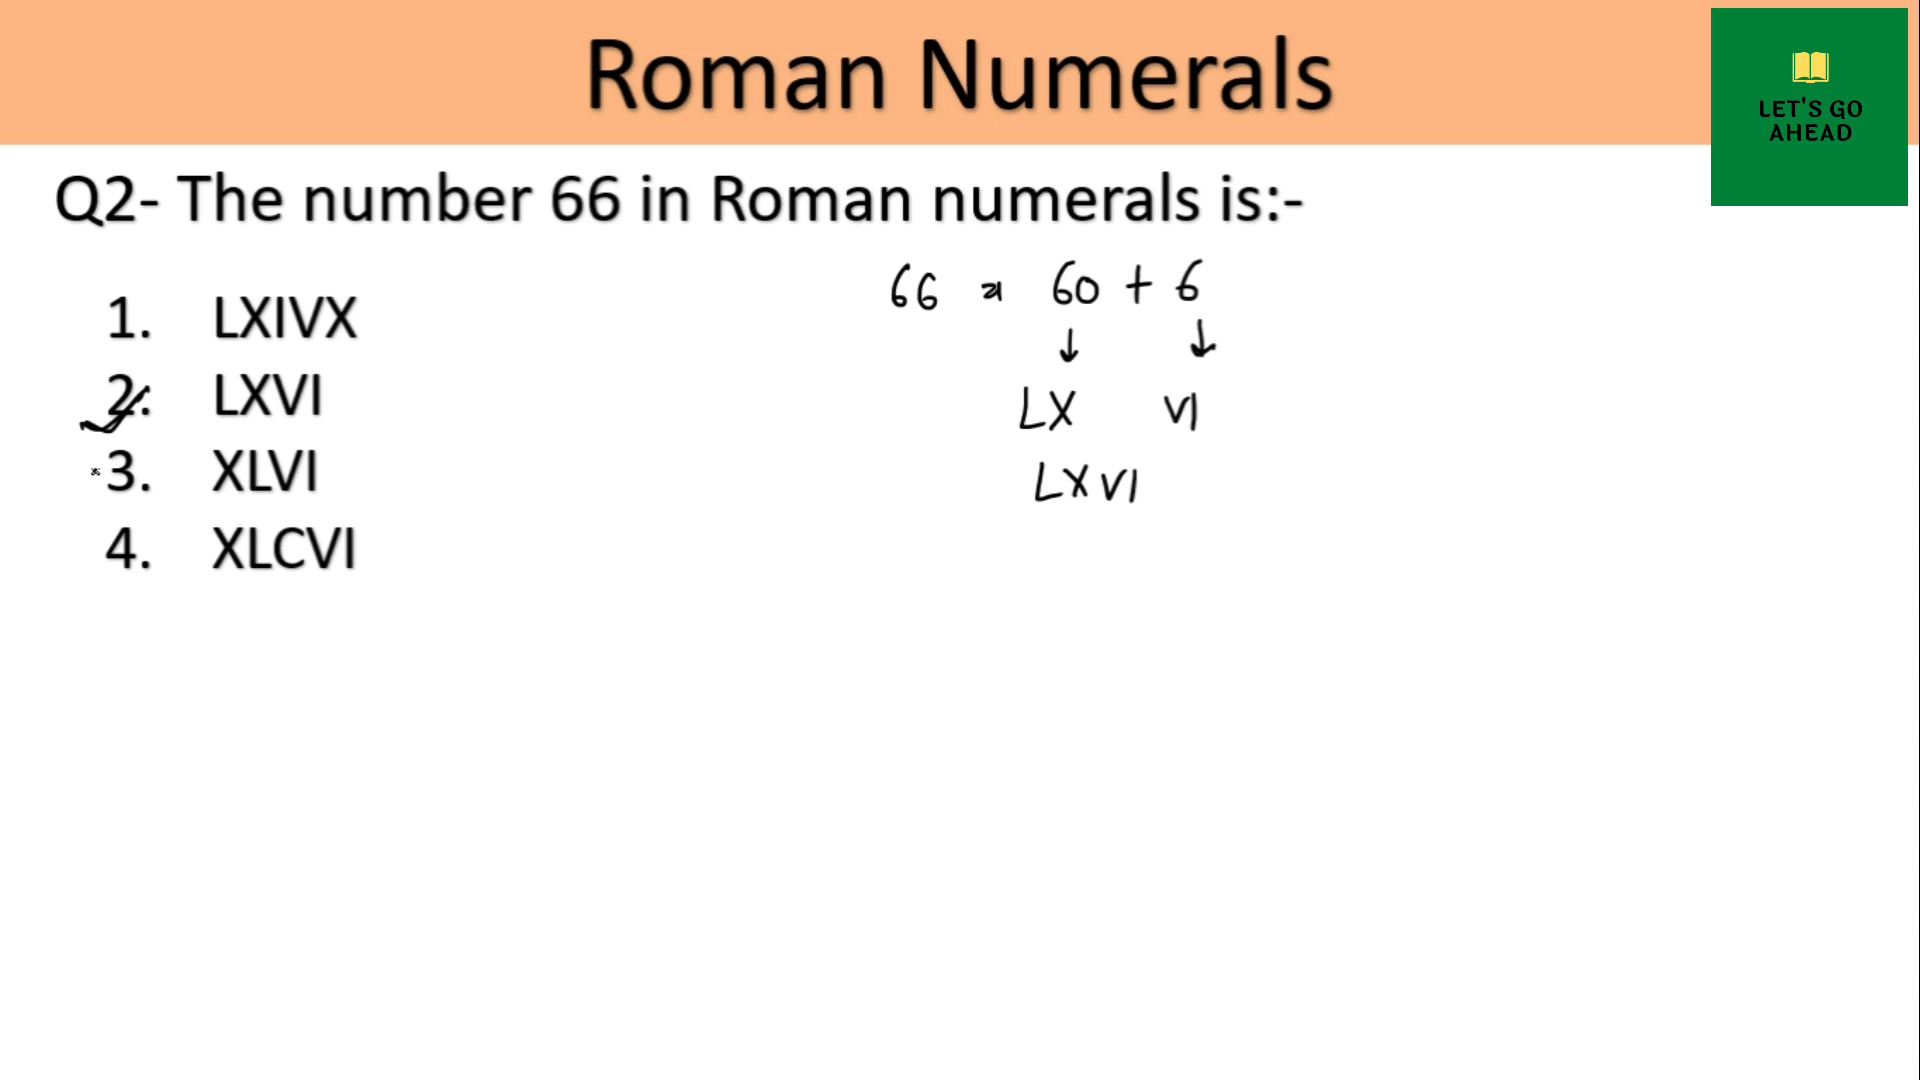 Roman Numerals
LET'S GO
AHEAD
Q2- The number 66 in Roman numerals is:-
66 = 60 + 6
↓ ↓
1. LXIVX
2. LXVI
LX VI
3. XLVI
LXVI
4. XLCVI